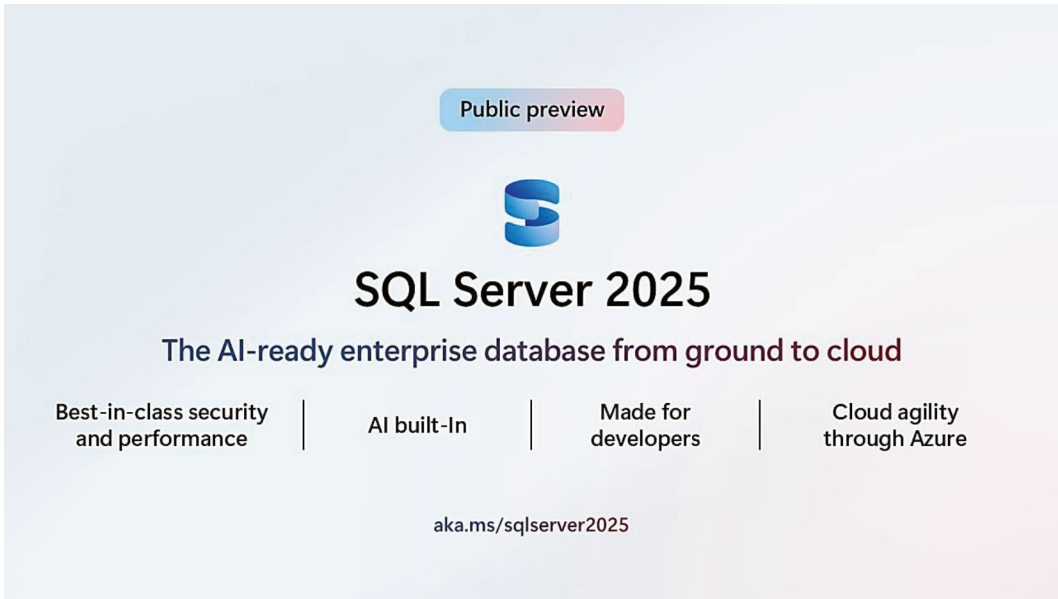 Public preview
SQL Server 2025
The AI-ready enterprise database from ground to cloud
Best-in-class security
and performance
AI built-In
Made for
developers
Cloud agility
through Azure
aka.ms/sqlserver2025